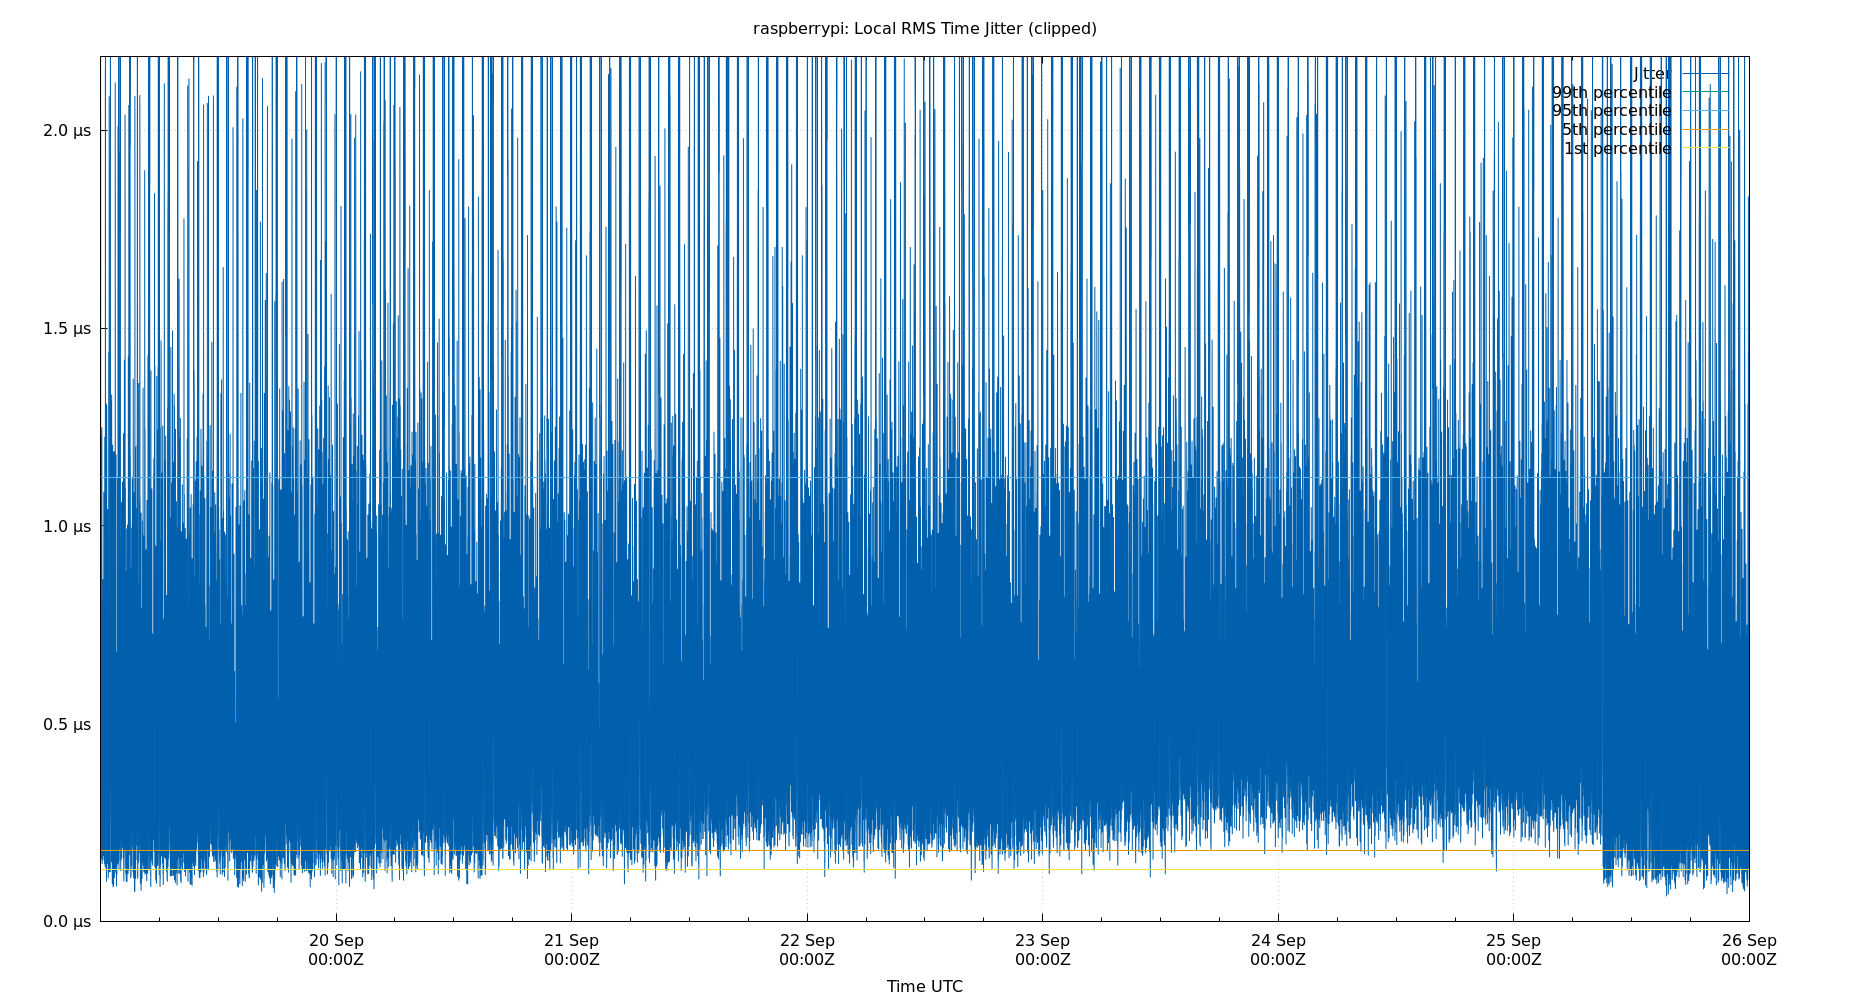 raspberrypi: Local RMS Time Jitter (clipped)
Jitter
99th percentile
95th percentile
5th percentile
1st percentile
2.0 µs
1.5 µs
1.0 µs
0.5 µs
0.0 µs
20 Sep 21 Sep 22 Sep 23 Sep 24 Sep 25 Sep 26 Sep
00:00Z 00:00Z 00:00Z 00:00Z 00:00Z 00:00Z 00:00Z
Time UTC